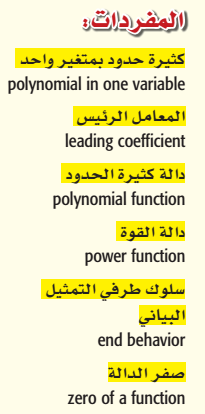 المفردات:
كثيرة حدود بمتغير واحد
polynomial in one variable
المعامل الرئيس
leading coefficient
دالة كثيرة الحدود
polynomial function
دالة القوة
power function
سلوك طرفي التمثيل
البياني
end behavior
صفر الدالة
zero of a function